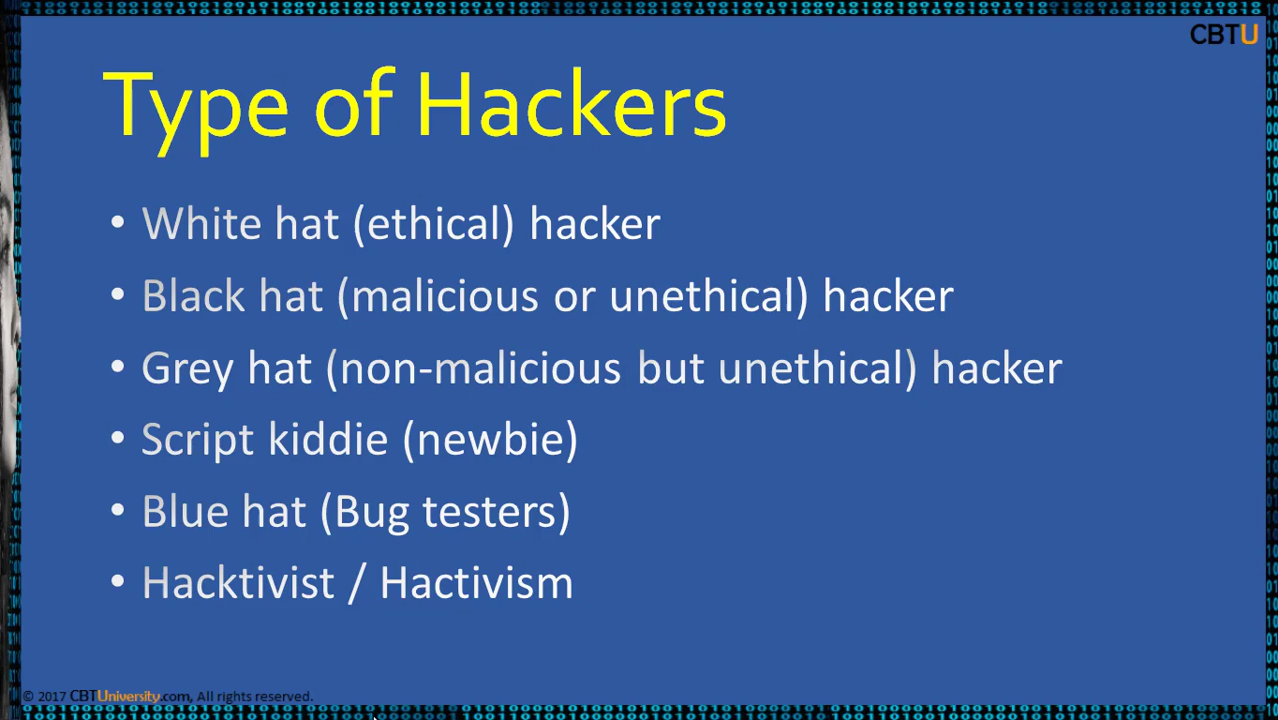 CBTU
Type of Hackers
• White hat (ethical) hacker
• Black hat (malicious or unethical) hacker
• Grey hat (non-malicious but unethical) hacker
• Script kiddie (newbie)
• Blue hat (Bug testers)
• Hacktivist / Hactivism
© 2017 CBTUniversity.com, All rights reserved.